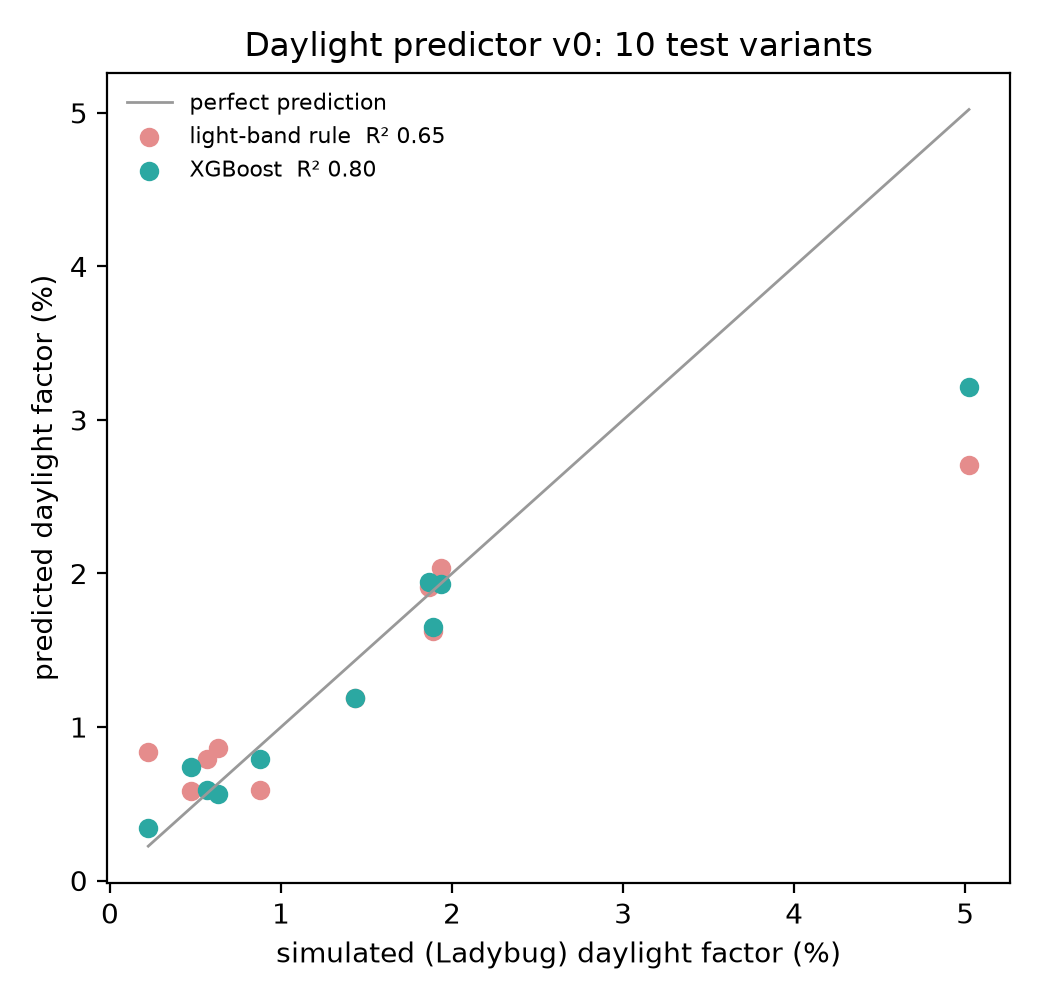 Daylight predictor v0: 10 test variants
perfect prediction
light-band rule  R² 0.65
XGBoost  R² 0.80
predicted daylight factor (%)
5
4
3
2
1
0
0 1 2 3 4 5
simulated (Ladybug) daylight factor (%)